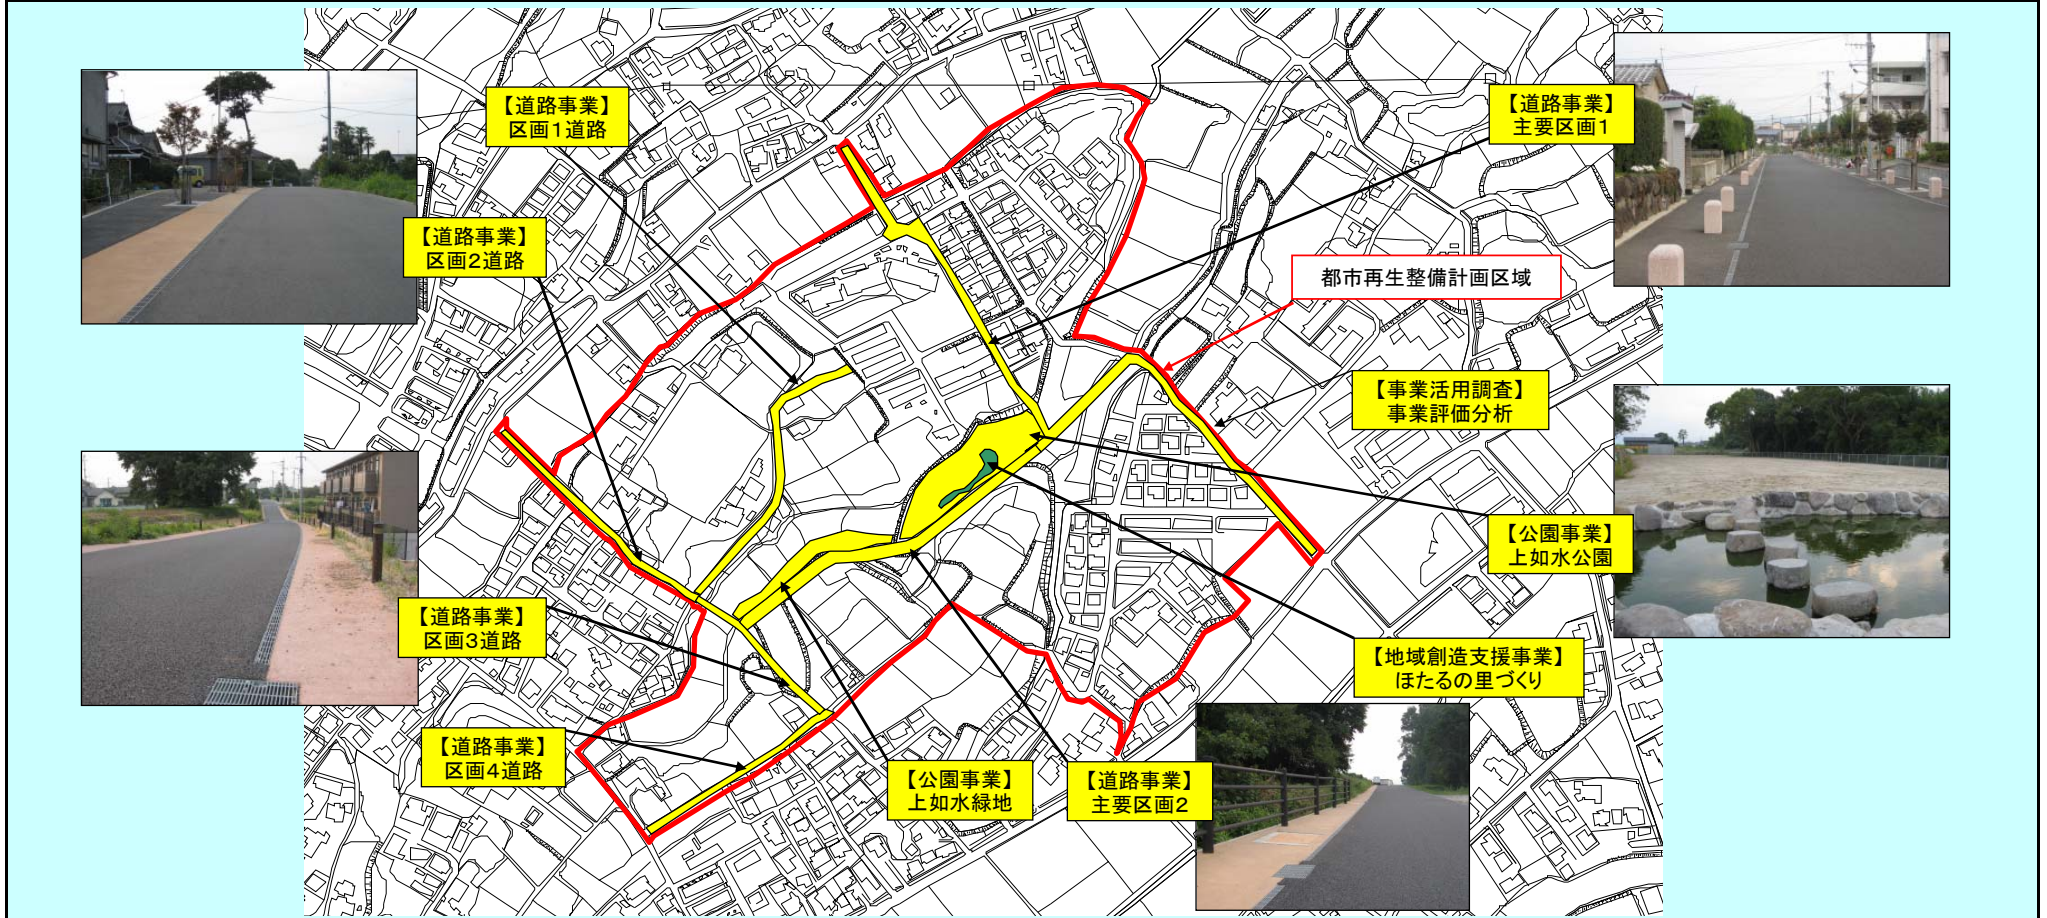 【道路事業】
区画1道路
【道路事業】
主要区画1
【道路事業】
区画2道路
都市再生整備計画区域
【事業活用調査】
事業評価分析
【公園事業】
上如水公園
【道路事業】
区画3道路
【地域創造支援事業】
ほたるの里づくり
【道路事業】
区画4道路
【公園事業】
上如水緑地
【道路事業】
主要区画2